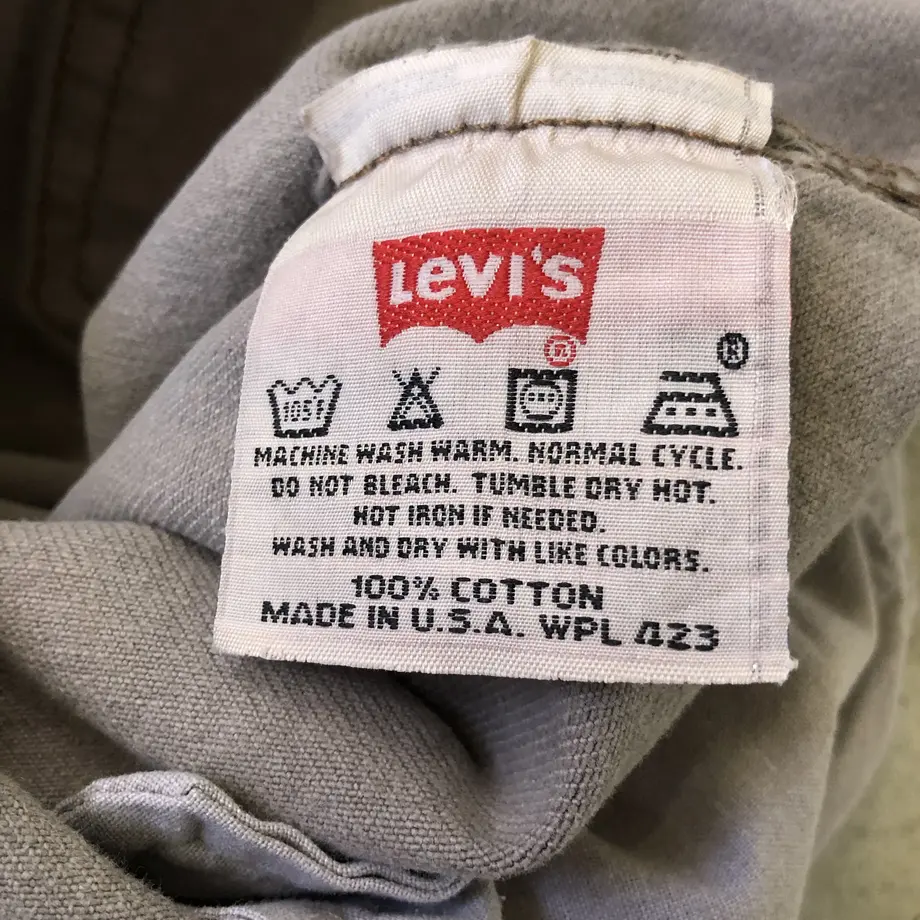 LEVI'S
®
®
105F
MACHINE WASH WARM. NORMAL CYCLE.
DO NOT BLEACH. TUMBLE DRY HOT.
HOT IRON IF NEEDED.
WASH AND DRY WITH LIKE COLORS.
100% COTTON
MADE IN U.S.A. WPL 423